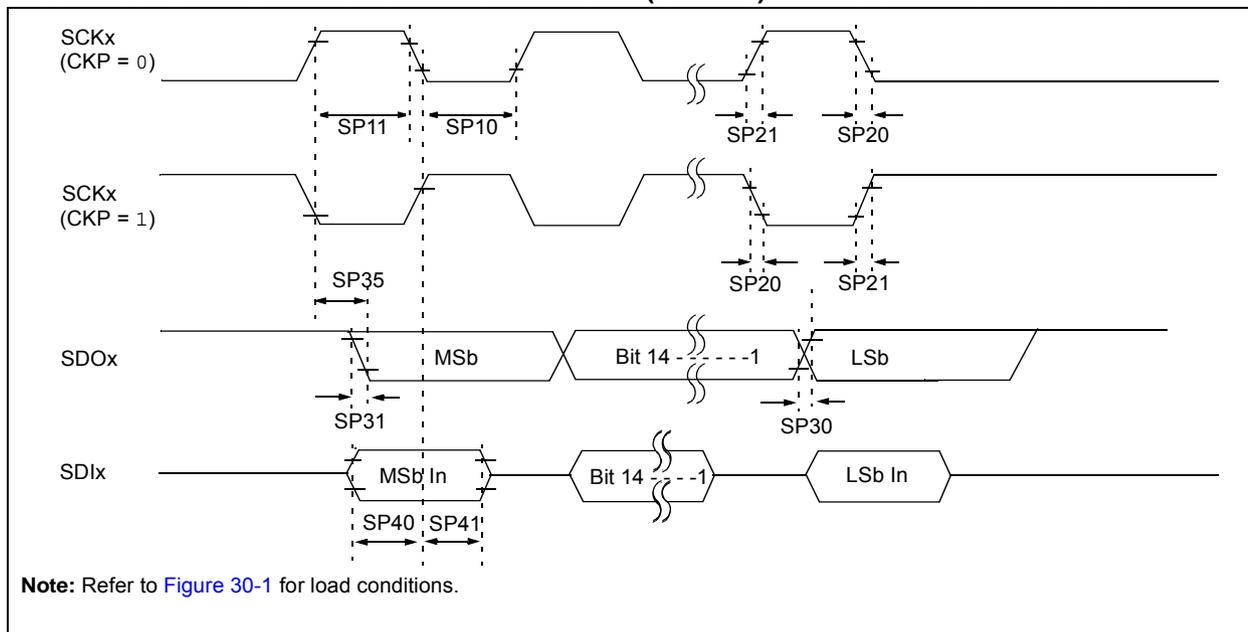 SCKx
(CKP = 0)
SP11
SP10
SP21
SP20
SCKx
(CKP = 1)
SP35
SP20
SP21
SDOx
MSb
Bit 14 - - - - - -1
LSb
SP31
SP30
SDIx
MSb In
Bit 14 - - - -1
LSb In
SP40
SP41
Note: Refer to Figure 30-1 for load conditions.